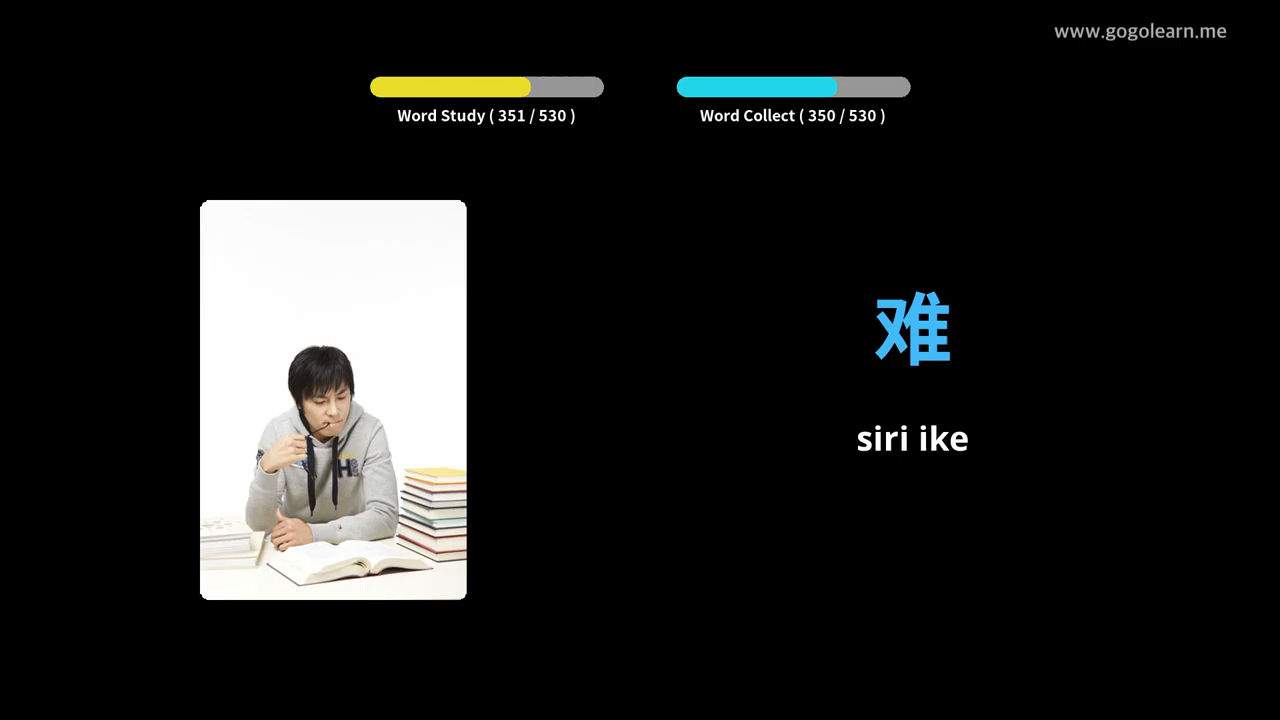 www.gogolearn.me
Word Study ( 351 / 530 )
Word Collect ( 350 / 530 )
难
siri ike